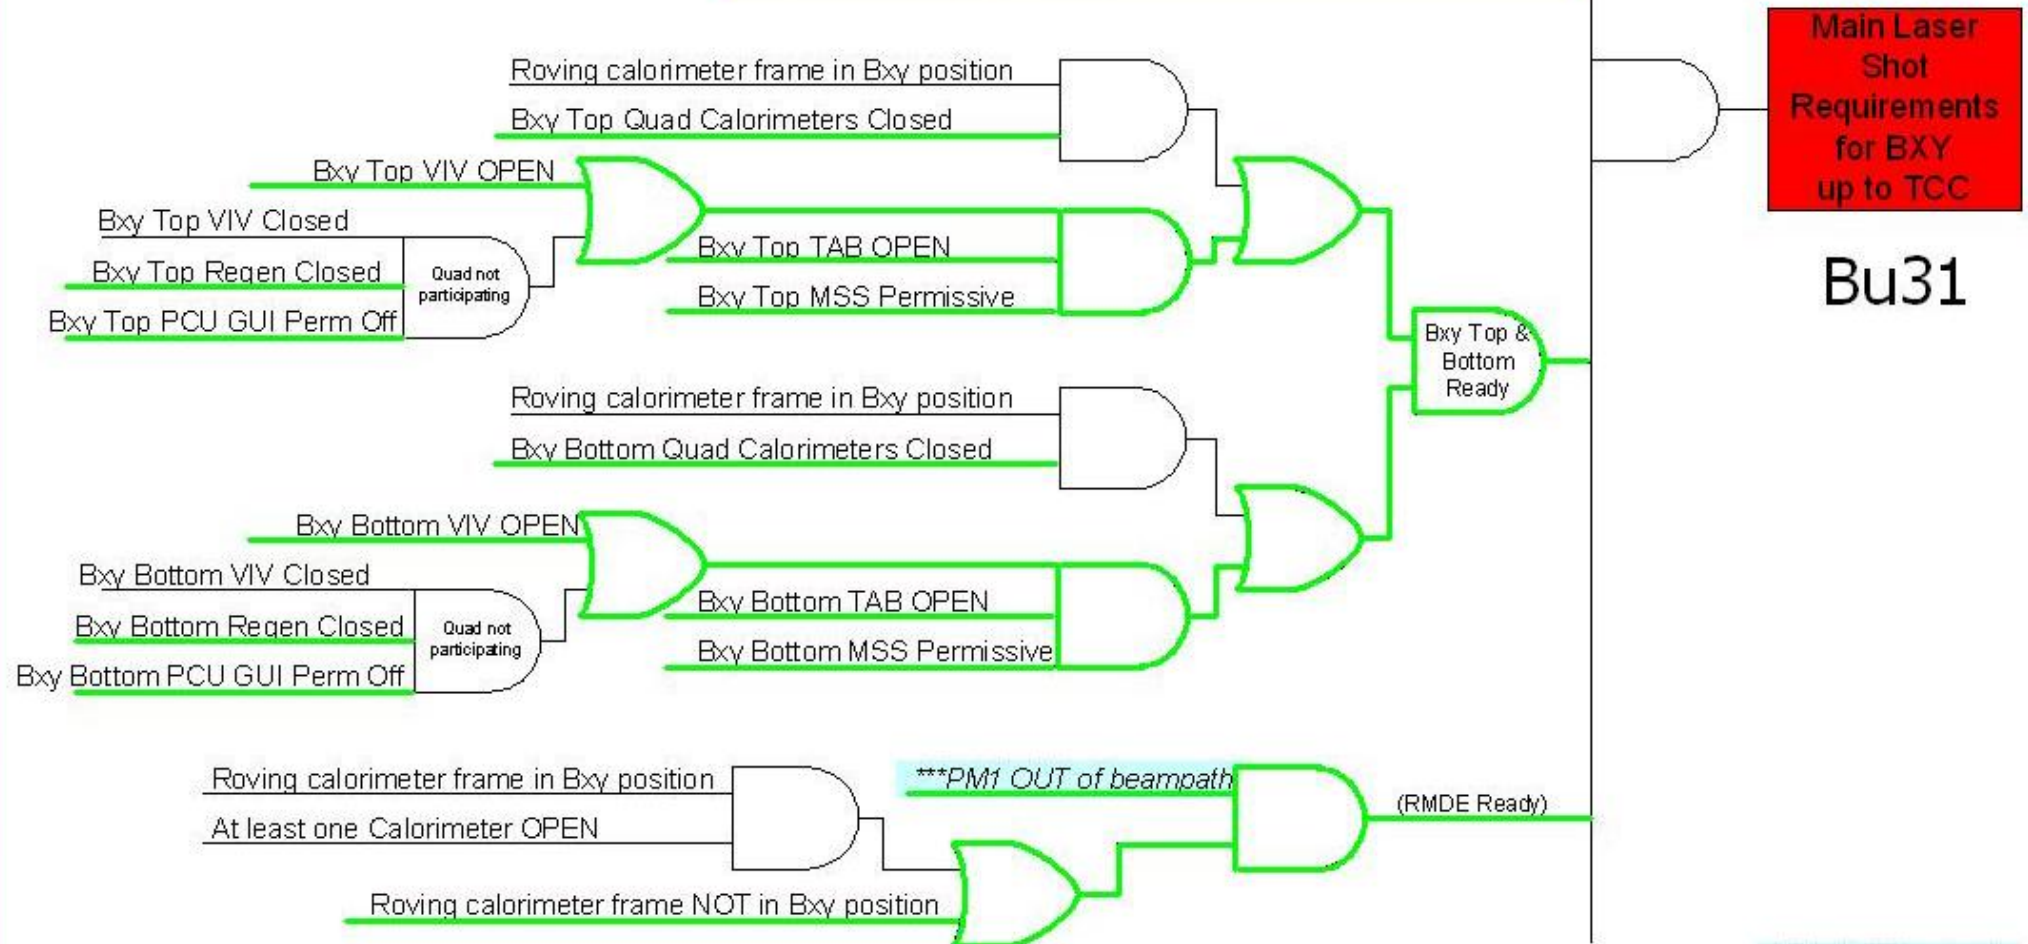 Roving calorimeter frame in Bxy position
Bxy Top Quad Calorimeters Closed
Bxy Top VIV OPEN
Bxy Top VIV Closed
Bxy Top Regen Closed
Bxy Top PCU GUI Perm Off
Quad not
participating
Bxy Top TAB OPEN
Bxy Top MSS Permissive
Main Laser
Shot
Requirements
for BXY
up to TCC
Bu31
Bxy Top &
Bottom
Ready
Roving calorimeter frame in Bxy position
Bxy Bottom Quad Calorimeters Closed
Bxy Bottom VIV OPEN
Bxy Bottom VIV Closed
Bxy Bottom Regen Closed
Bxy Bottom PCU GUI Perm Off
Quad not
participating
Bxy Bottom TAB OPEN
Bxy Bottom MSS Permissive
Roving calorimeter frame in Bxy position
At least one Calorimeter OPEN
Roving calorimeter frame NOT in Bxy position
***PM1 OUT of beampath
(RMDE Ready)